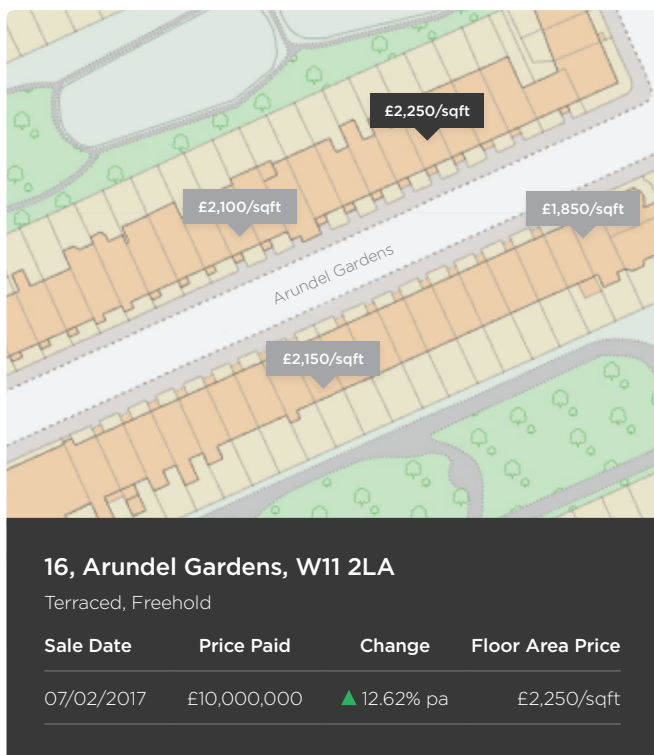 £2,250/sqft
£2,100/sqft
£1,850/sqft
Arundel Gardens
£2,150/sqft
16, Arundel Gardens, W11 2LA
Terraced, Freehold
Sale Date Price Paid Change Floor Area Price
07/02/2017 £10,000,000 ▲ 12.62% pa £2,250/sqft